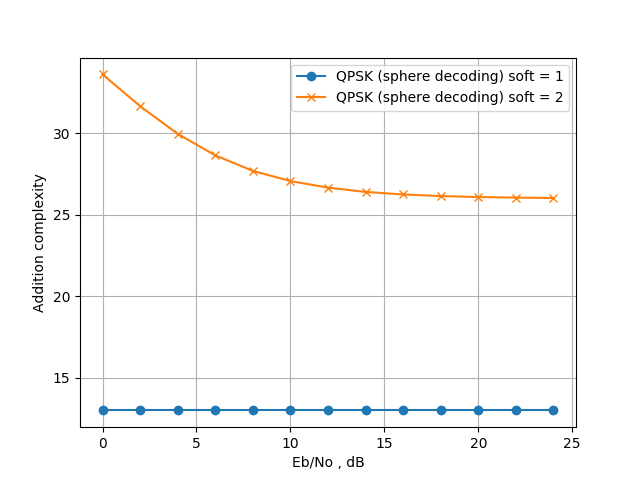 QPSK (sphere decoding) soft = 1
QPSK (sphere decoding) soft = 2
30
25
20
15
Addition complexity
0 5 10 15 20 25
Eb/No , dB